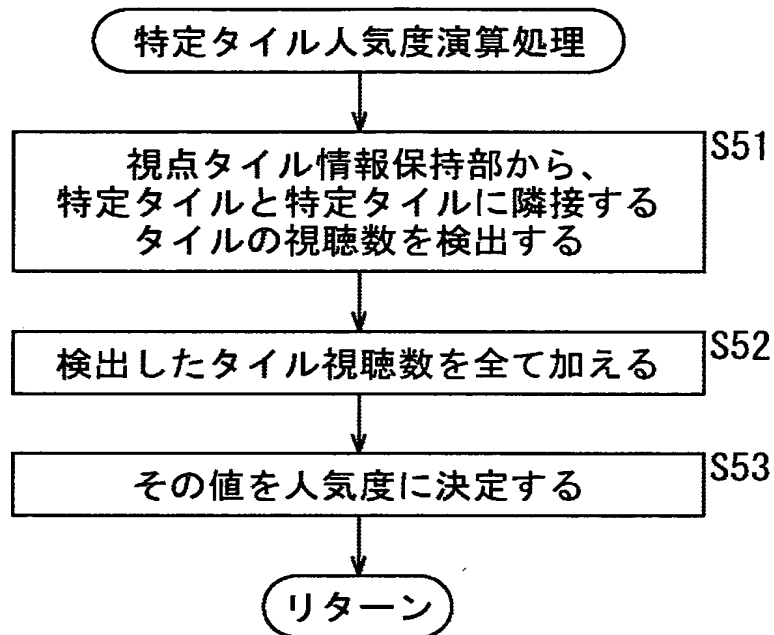 特定タイル人気度演算処理
S51
視点タイル情報保持部から、
特定タイルと特定タイルに隣接する
タイルの視聴数を検出する
S52
検出したタイル視聴数を全て加える
S53
その値を人気度に決定する
リターン